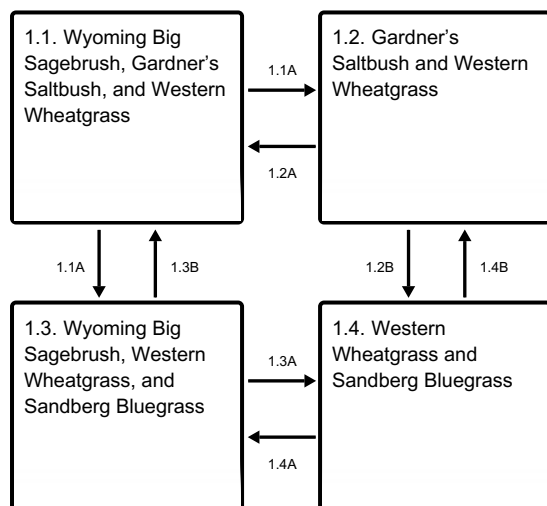 1.1. Wyoming Big
Sagebrush, Gardner’s
Saltbush, and Western
Wheatgrass
1.1A
1.2A
1.2. Gardner’s
Saltbush and Western
Wheatgrass
1.1A
1.3B
1.2B
1.4B
1.3. Wyoming Big
Sagebrush, Western
Wheatgrass, and
Sandberg Bluegrass
1.3A
1.4A
1.4. Western
Wheatgrass and
Sandberg Bluegrass